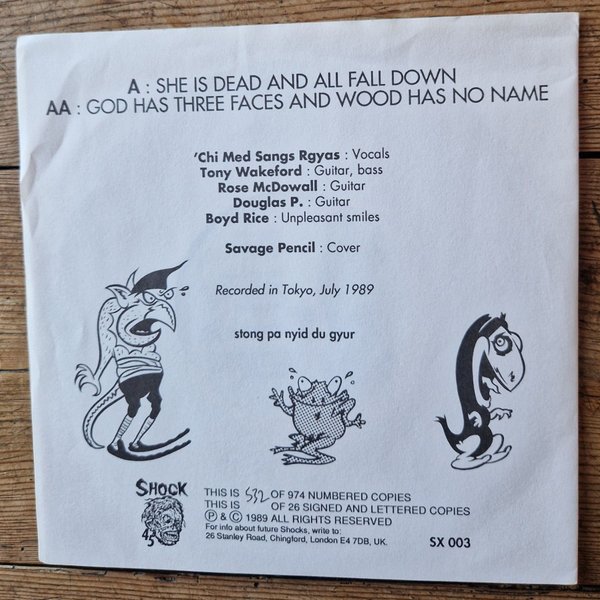 A : SHE IS DEAD AND ALL FALL DOWN
AA : GOD HAS THREE FACES AND WOOD HAS NO NAME
'Chi Med Sangs Rgyas : Vocals
Tony Wakeford : Guitar, bass
Rose McDowall : Guitar
Douglas P. : Guitar
Boyd Rice : Unpleasant smiles
Savage Pencil : Cover
Recorded in Tokyo, July 1989
stong pa nyid du gyur
SHOCK
45
THIS IS 532 OF 974 NUMBERED COPIES
THIS IS OF 26 SIGNED AND LETTERED COPIES
Ⓟ & © 1989 ALL RIGHTS RESERVED
For info about future Shocks, write to:
26 Stanley Road, Chingford, London E4 7DB, UK.
SX 003